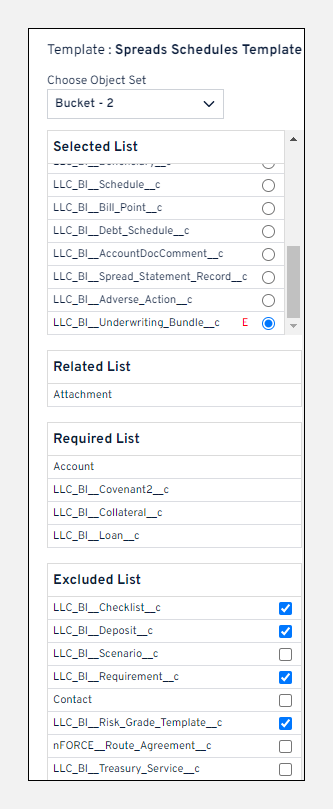 Template : Spreads Schedules Template
Choose Object Set
Bucket - 2
Selected List
LLC_BI__Schedule__c
LLC_BI__Bill_Point__c
LLC_BI__Debt_Schedule__c
LLC_BI__AccountDocComment__c
LLC_BI__Spread_Statement_Record__c
LLC_BI__Adverse_Action__c
LLC_BI__Underwriting_Bundle__c E
Related List
Attachment
Required List
Account
LLC_BI__Covenant2__c
LLC_BI__Collateral__c
LLC_BI__Loan__c
Excluded List
LLC_BI__Checklist__c
LLC_BI__Deposit__c
LLC_BI__Scenario__c
LLC_BI__Requirement__c
Contact
LLC_BI__Risk_Grade_Template__c
nFORCE__Route_Agreement__c
LLC_BI__Treasury_Service__c